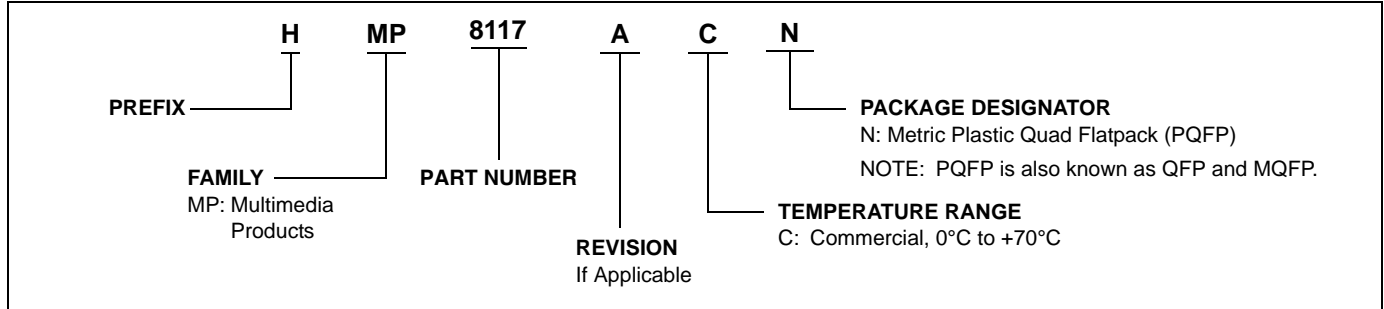 H MP 8117 A C N
PREFIX
PACKAGE DESIGNATOR
N: Metric Plastic Quad Flatpack (PQFP)
NOTE: PQFP is also known as QFP and MQFP.
FAMILY
MP: Multimedia
Products
PART NUMBER
TEMPERATURE RANGE
C: Commercial, 0°C to +70°C
REVISION
If Applicable